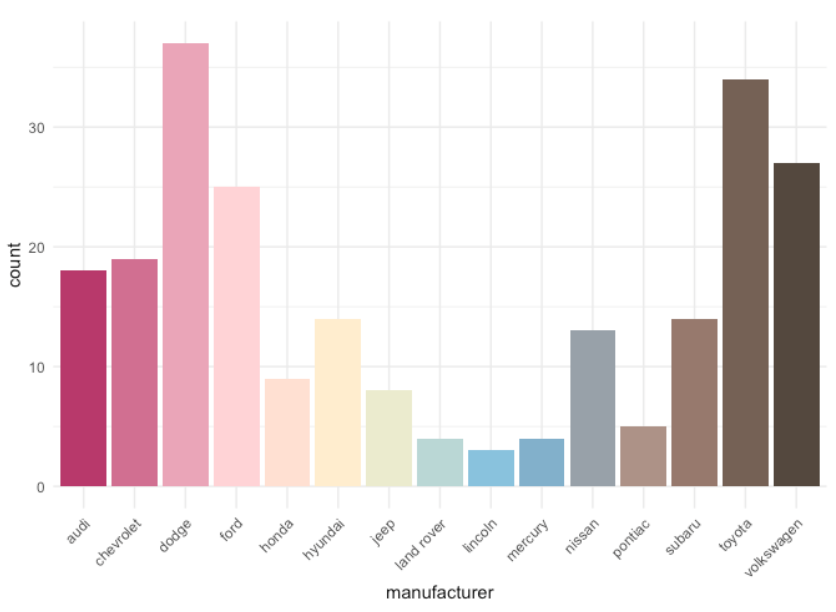 30
20
10
0
count
audi
chevrolet
dodge
ford
honda
hyundai
jeep
land rover
lincoln
mercury
nissan
pontiac
subaru
toyota
volkswagen
manufacturer